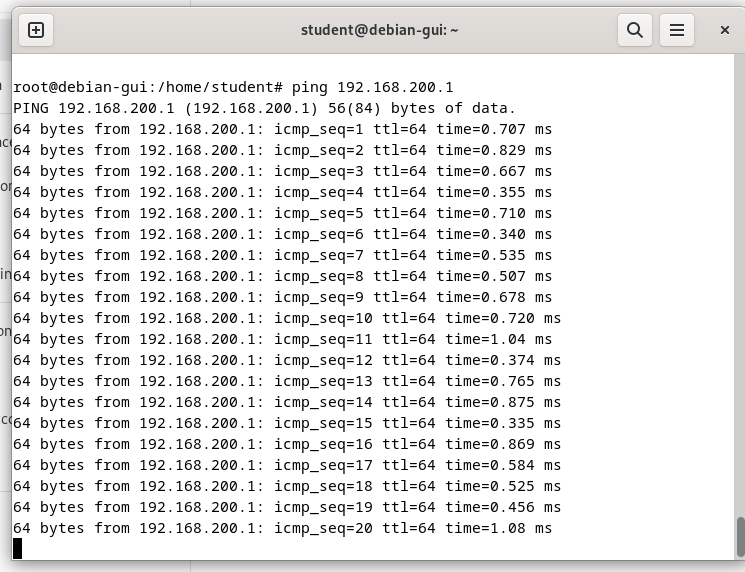 student@debian-gui: ~
root@debian-gui:/home/student# ping 192.168.200.1
PING 192.168.200.1 (192.168.200.1) 56(84) bytes of data.
64 bytes from 192.168.200.1: icmp_seq=1 ttl=64 time=0.707 ms
64 bytes from 192.168.200.1: icmp_seq=2 ttl=64 time=0.829 ms
64 bytes from 192.168.200.1: icmp_seq=3 ttl=64 time=0.667 ms
64 bytes from 192.168.200.1: icmp_seq=4 ttl=64 time=0.355 ms
64 bytes from 192.168.200.1: icmp_seq=5 ttl=64 time=0.710 ms
64 bytes from 192.168.200.1: icmp_seq=6 ttl=64 time=0.340 ms
64 bytes from 192.168.200.1: icmp_seq=7 ttl=64 time=0.535 ms
64 bytes from 192.168.200.1: icmp_seq=8 ttl=64 time=0.507 ms
64 bytes from 192.168.200.1: icmp_seq=9 ttl=64 time=0.678 ms
64 bytes from 192.168.200.1: icmp_seq=10 ttl=64 time=0.720 ms
64 bytes from 192.168.200.1: icmp_seq=11 ttl=64 time=1.04 ms
64 bytes from 192.168.200.1: icmp_seq=12 ttl=64 time=0.374 ms
64 bytes from 192.168.200.1: icmp_seq=13 ttl=64 time=0.765 ms
64 bytes from 192.168.200.1: icmp_seq=14 ttl=64 time=0.875 ms
64 bytes from 192.168.200.1: icmp_seq=15 ttl=64 time=0.335 ms
64 bytes from 192.168.200.1: icmp_seq=16 ttl=64 time=0.869 ms
64 bytes from 192.168.200.1: icmp_seq=17 ttl=64 time=0.584 ms
64 bytes from 192.168.200.1: icmp_seq=18 ttl=64 time=0.525 ms
64 bytes from 192.168.200.1: icmp_seq=19 ttl=64 time=0.456 ms
64 bytes from 192.168.200.1: icmp_seq=20 ttl=64 time=1.08 ms